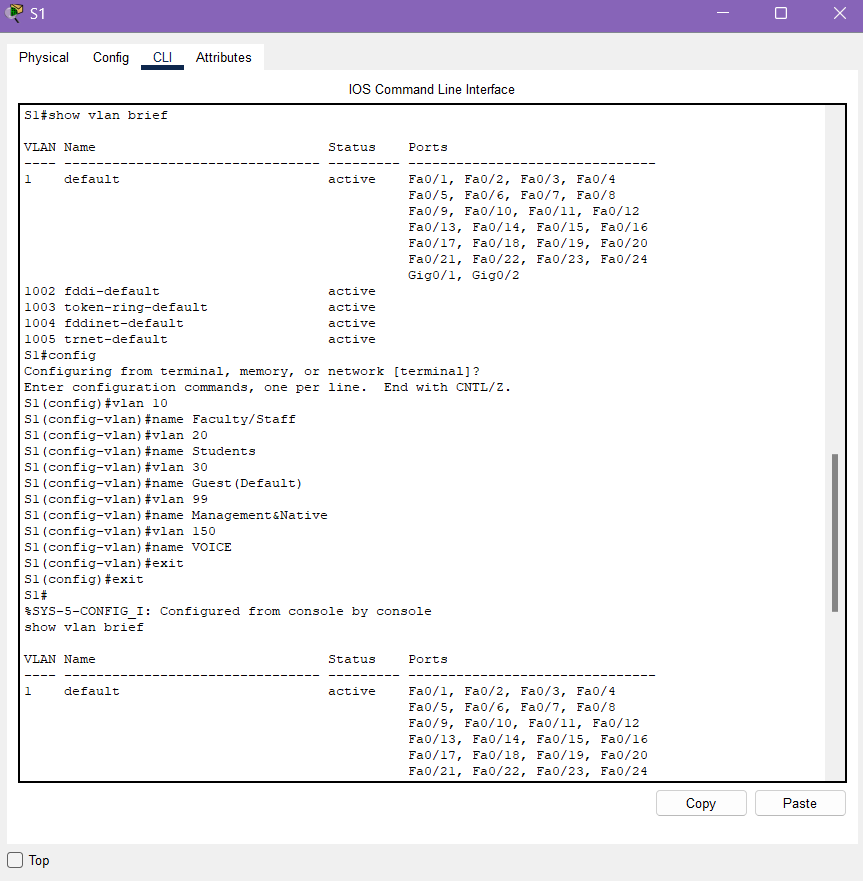 S1
Physical Config CLI Attributes
IOS Command Line Interface
S1#show vlan brief
VLAN Name                             Status    Ports
---- -------------------------------- --------- -------------------------------
1    default                          active    Fa0/1, Fa0/2, Fa0/3, Fa0/4
                                                Fa0/5, Fa0/6, Fa0/7, Fa0/8
                                                Fa0/9, Fa0/10, Fa0/11, Fa0/12
                                                Fa0/13, Fa0/14, Fa0/15, Fa0/16
                                                Fa0/17, Fa0/18, Fa0/19, Fa0/20
                                                Fa0/21, Fa0/22, Fa0/23, Fa0/24
                                                Gig0/1, Gig0/2
1002 fddi-default                     active
1003 token-ring-default               active
1004 fddinet-default                  active
1005 trnet-default                    active
S1#config
Configuring from terminal, memory, or network [terminal]?
Enter configuration commands, one per line.  End with CNTL/Z.
S1(config)#vlan 10
S1(config-vlan)#name Faculty/Staff
S1(config-vlan)#vlan 20
S1(config-vlan)#name Students
S1(config-vlan)#vlan 30
S1(config-vlan)#name Guest(Default)
S1(config-vlan)#vlan 99
S1(config-vlan)#name Management&Native
S1(config-vlan)#vlan 150
S1(config-vlan)#name VOICE
S1(config-vlan)#exit
S1(config)#exit
S1#
%SYS-5-CONFIG_I: Configured from console by console
show vlan brief
VLAN Name                             Status    Ports
---- -------------------------------- --------- -------------------------------
1    default                          active    Fa0/1, Fa0/2, Fa0/3, Fa0/4
                                                Fa0/5, Fa0/6, Fa0/7, Fa0/8
                                                Fa0/9, Fa0/10, Fa0/11, Fa0/12
                                                Fa0/13, Fa0/14, Fa0/15, Fa0/16
                                                Fa0/17, Fa0/18, Fa0/19, Fa0/20
                                                Fa0/21, Fa0/22, Fa0/23, Fa0/24
Copy Paste
Top